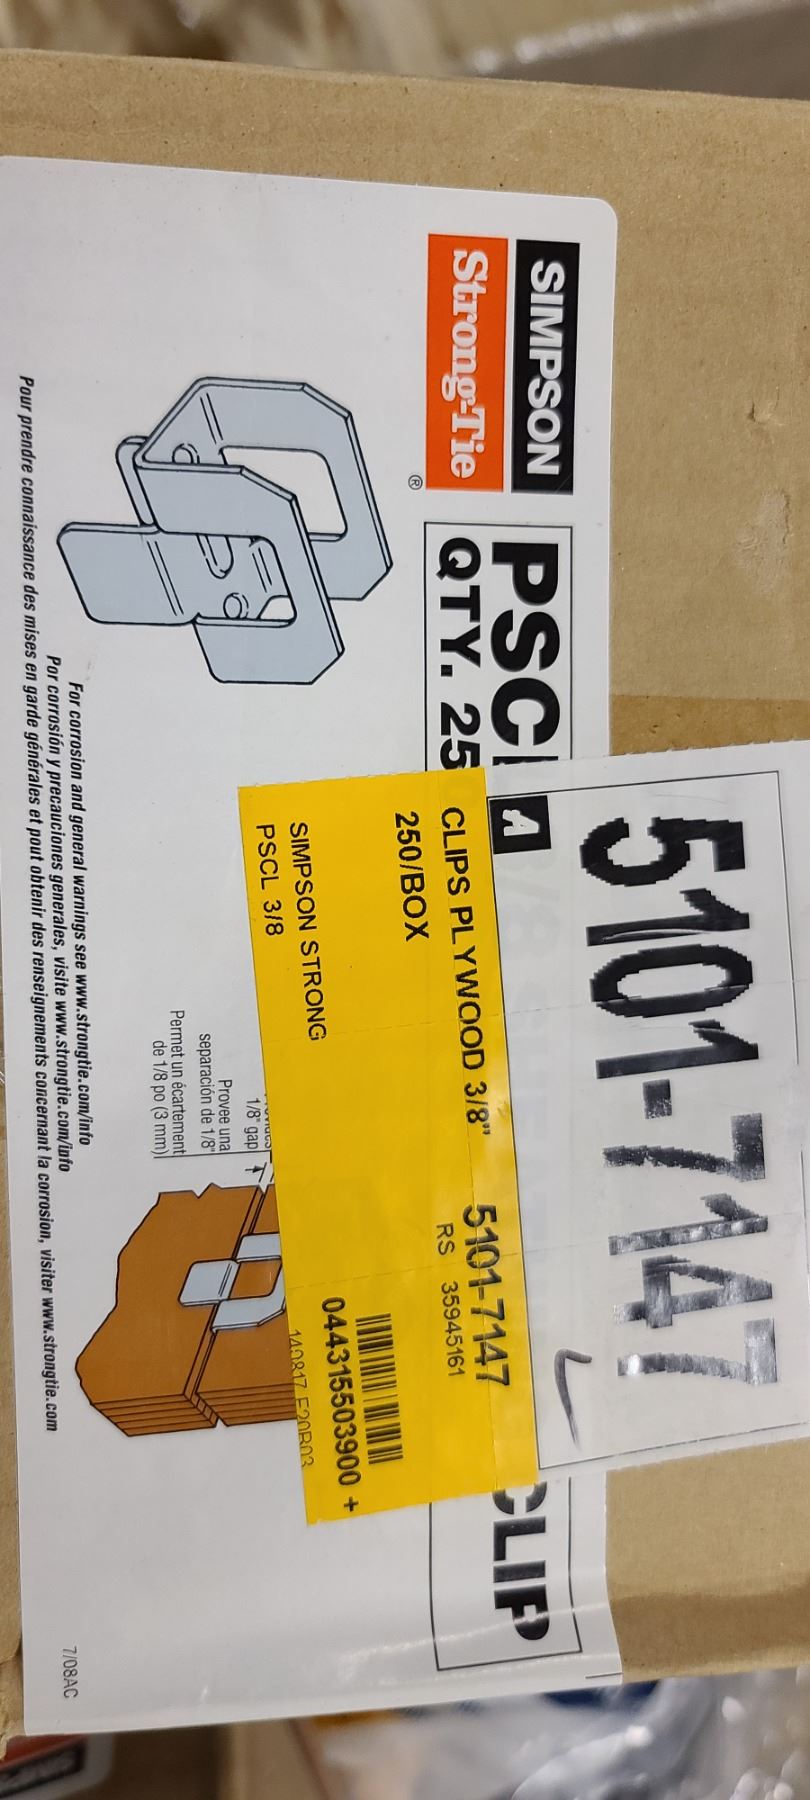 SIMPSON
Strong-Tie
®
PSCL
QTY. 25
CLIP
5101-7147
A
CLIPS PLYWOOD 3/8" 5101-7147
250/BOX RS 35945161
SIMPSON STRONG
PSCL 3/8
044315503900 +
140817 E20B03
1/8" gap
Provee una
separación de 1/8"
Permet un écartement
de 1/8 po (3 mm)
For corrosion and general warnings see www.strongtie.com/info
Por corrosión y precauciones generales, visite www.strongtie.com/info
Pour prendre connaissance des mises en garde générales et pout obtenir des renseignements concernant la corrosion, visiter www.strongtie.com
7/08AC